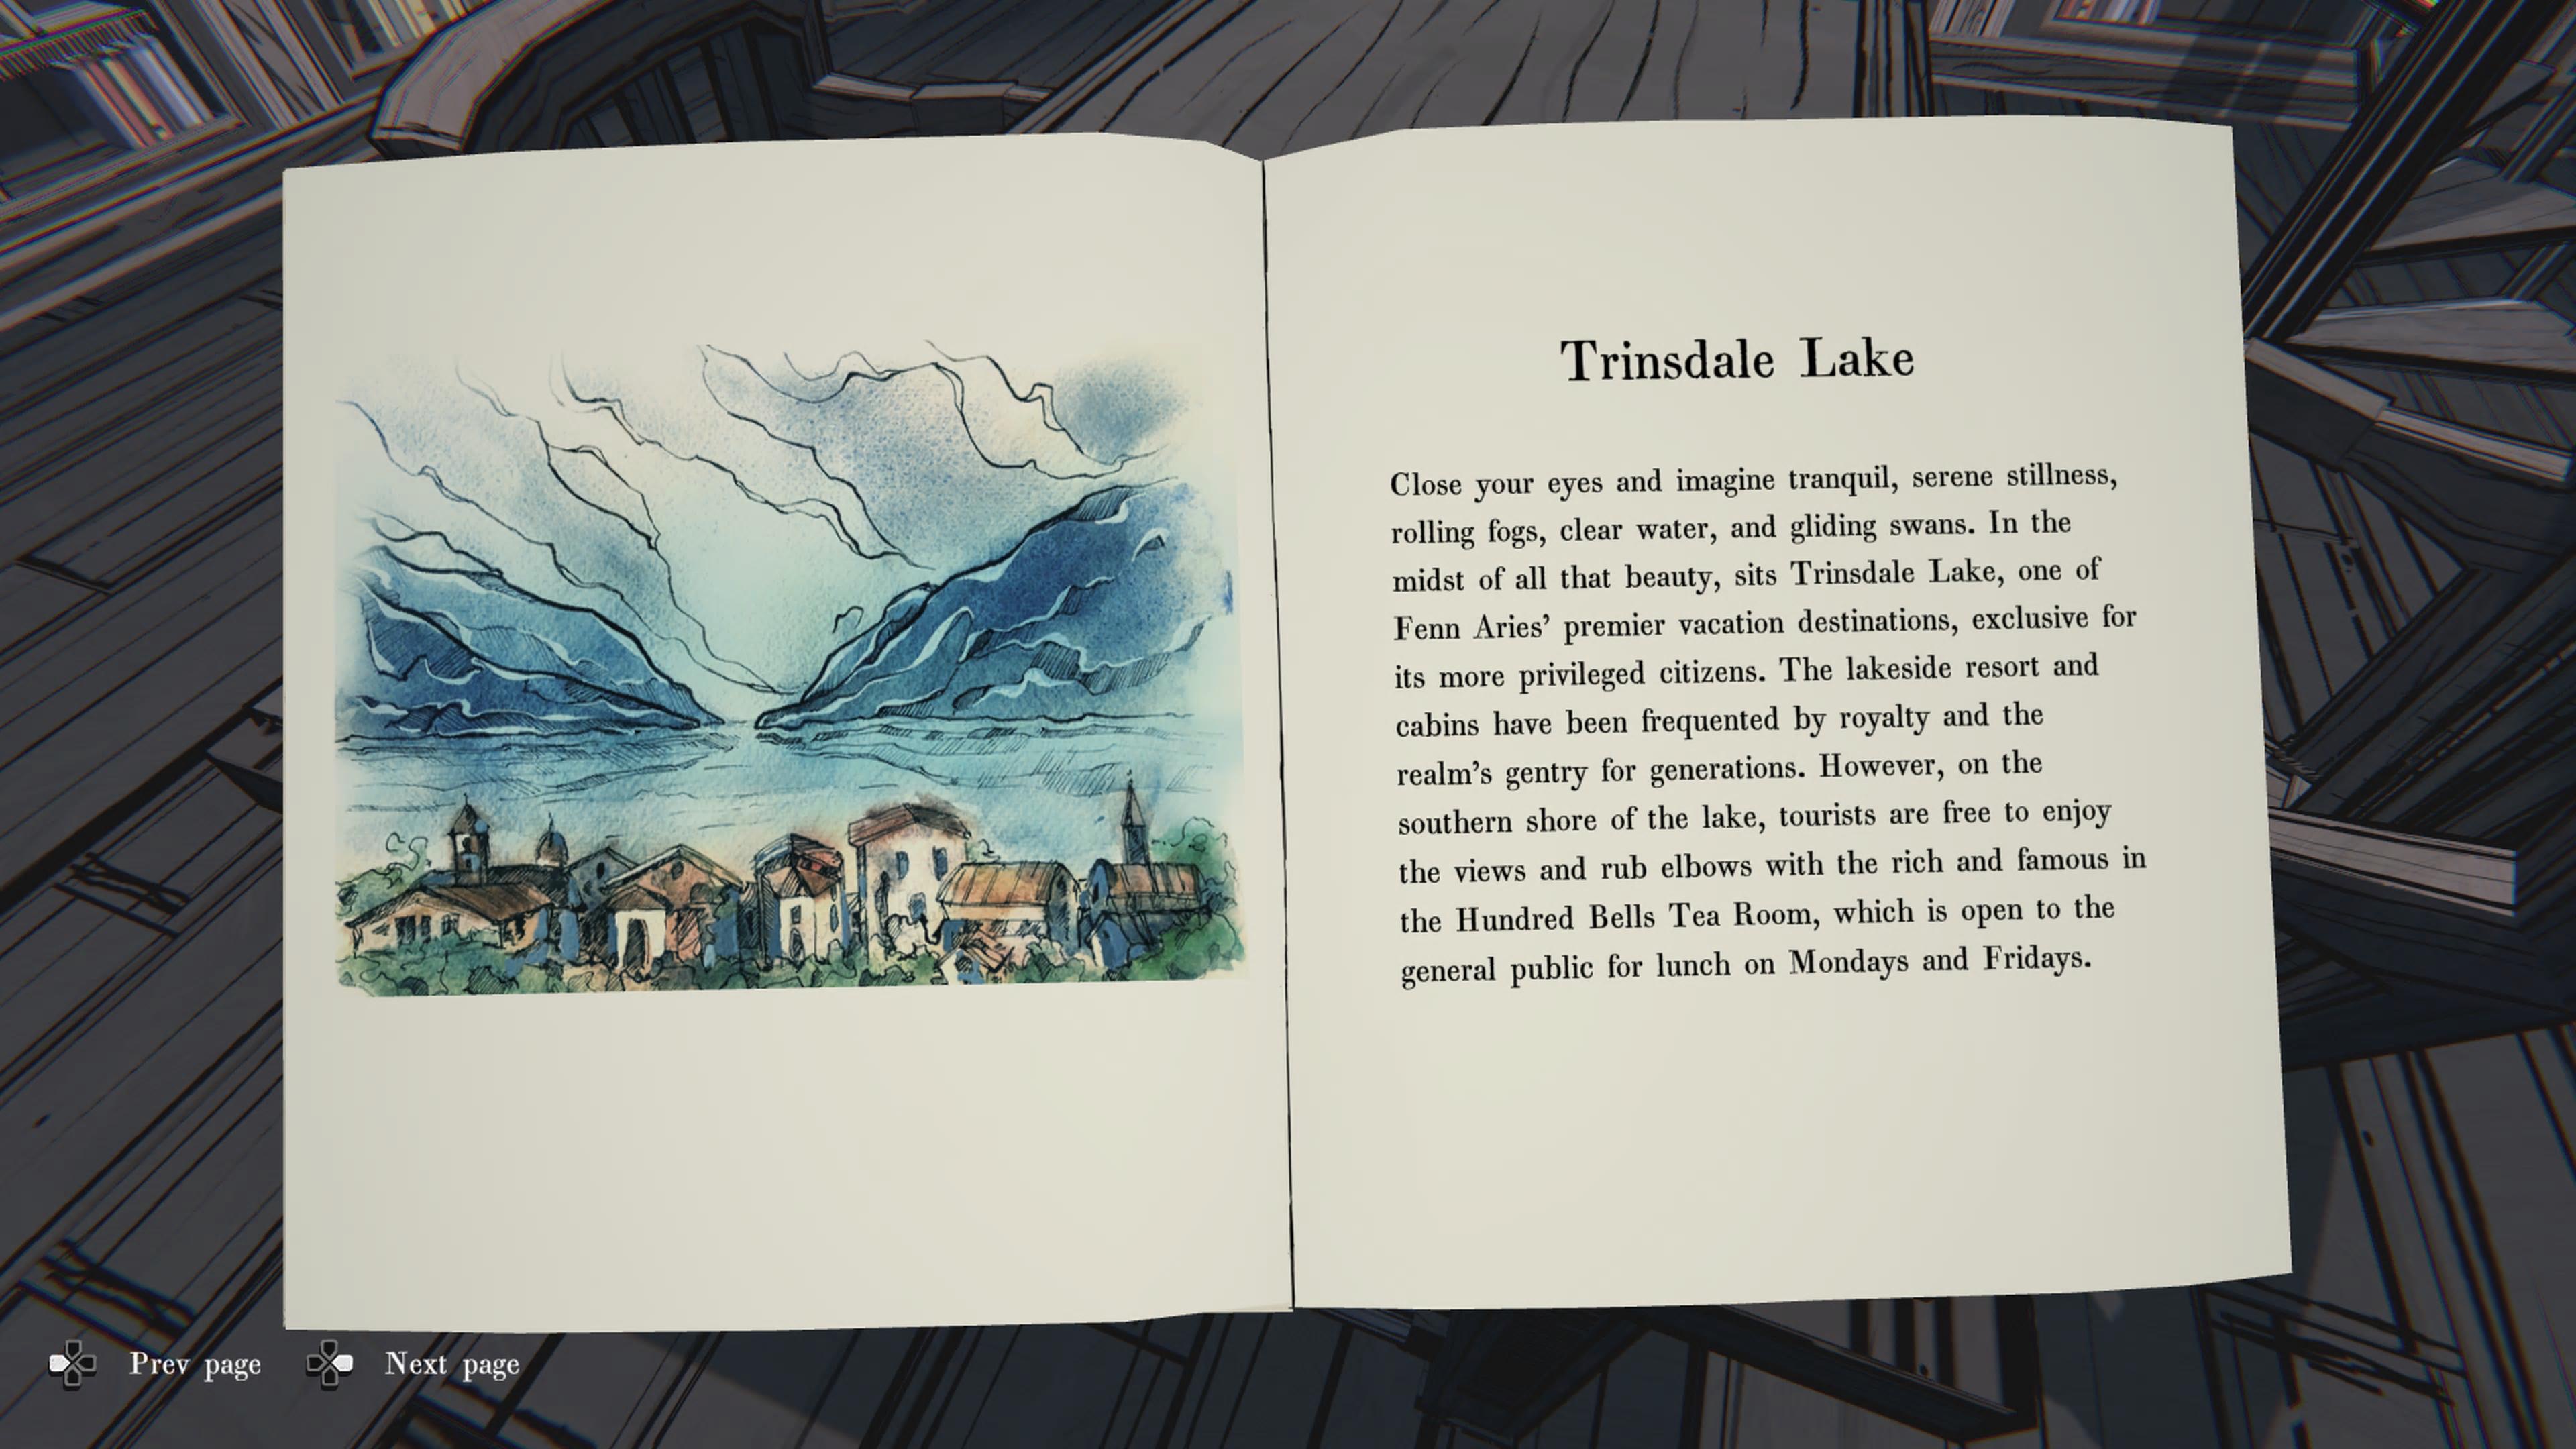 Trinsdale Lake
Close your eyes and imagine tranquil, serene stillness,
rolling fogs, clear water, and gliding swans. In the
midst of all that beauty, sits Trinsdale Lake, one of
Fenn Aries’ premier vacation destinations, exclusive for
its more privileged citizens. The lakeside resort and
cabins have been frequented by royalty and the
realm’s gentry for generations. However, on the
southern shore of the lake, tourists are free to enjoy
the views and rub elbows with the rich and famous in
the Hundred Bells Tea Room, which is open to the
general public for lunch on Mondays and Fridays.
Prev page
Next page